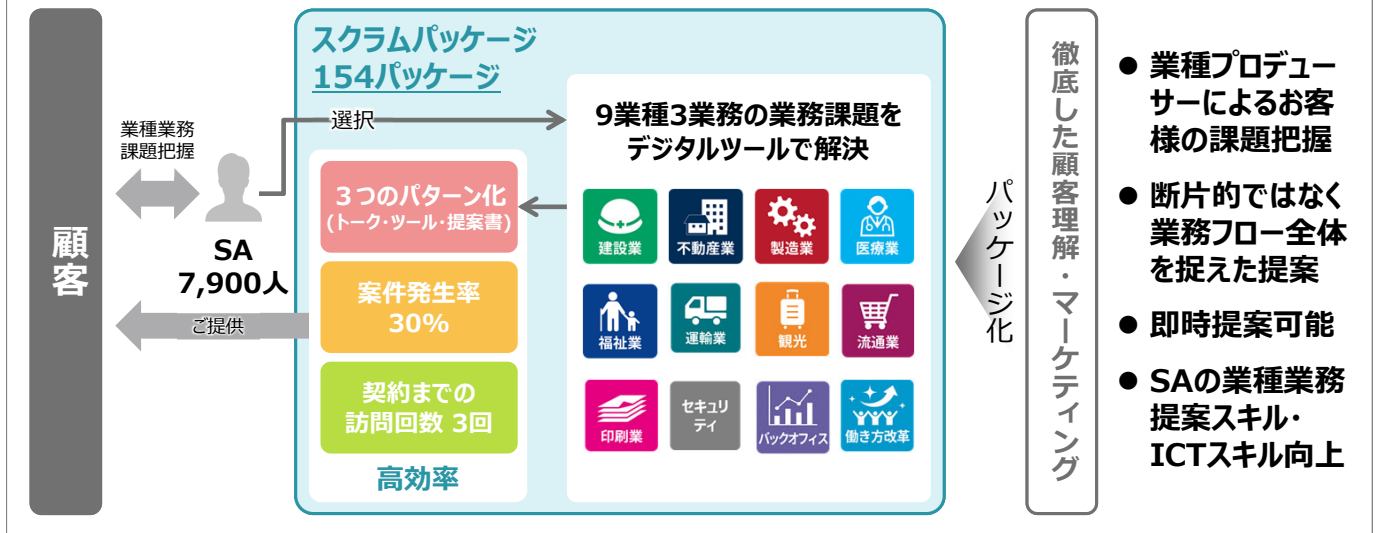 顧客
業種業務
課題把握
SA
7,900人
ご提供
スクラムパッケージ
154パッケージ
選択
3つのパターン化
(トーク・ツール・提案書)
案件発生率
30%
契約までの
訪問回数 3回
高効率
9業種3業務の業務課題を
デジタルツールで解決
建設業
不動産業
製造業
医療業
福祉業
運輸業
観光
流通業
印刷業
セキュリ
ティ
バックオフィス
働き方改革
パッケージ化
徹底した顧客理解・マーケティング
● 業種プロデュー
サーによるお客
様の課題把握
● 断片的ではなく
業務フロー全体
を捉えた提案
● 即時提案可能
● SAの業種業務
提案スキル・
ICTスキル向上